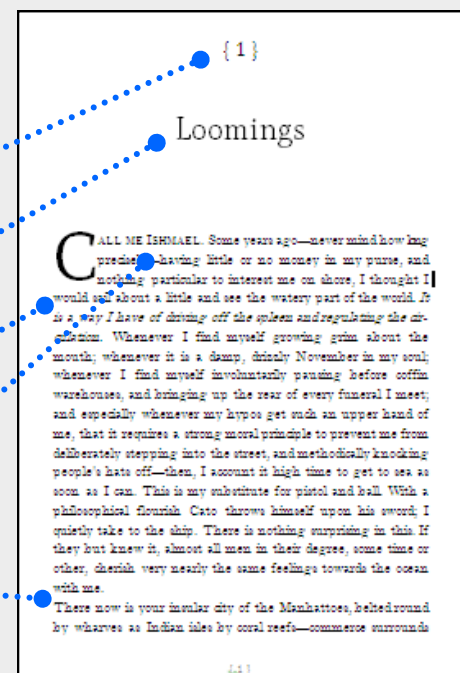 { 1 }
Loomings
CALL ME ISHMAEL. Some years ago—never mind how long
precisely—having little or no money in my purse, and
nothing particular to interest me on shore, I thought I
would sail about a little and see the watery part of the world. It
is a way I have of driving off the spleen and regulating the cir-
culation. Whenever I find myself growing grim about the
mouth; whenever it is a damp, drizzly November in my soul;
whenever I find myself involuntarily pausing before coffin
warehouses, and bringing up the rear of every funeral I meet;
and especially whenever my hypos get such an upper hand of
me, that it requires a strong moral principle to prevent me from
deliberately stepping into the street, and methodically knocking
people's hats off—then, I account it high time to get to sea as
soon as I can. This is my substitute for pistol and ball. With a
philosophical flourish Cato throws himself upon his sword; I
quietly take to the ship. There is nothing surprising in this. If
they but knew it, almost all men in their degree, some time or
other, cherish very nearly the same feelings towards the ocean
with me.
There now is your insular city of the Manhattoes, belted round
by wharves as Indian isles by coral reefs—commerce surrounds
[1]